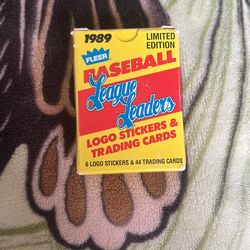 1989
LIMITED
EDITION
FLEER
BASEBALL
League
Leaders
LOGO STICKERS &
TRADING CARDS
6 LOGO STICKERS & 44 TRADING CARDS